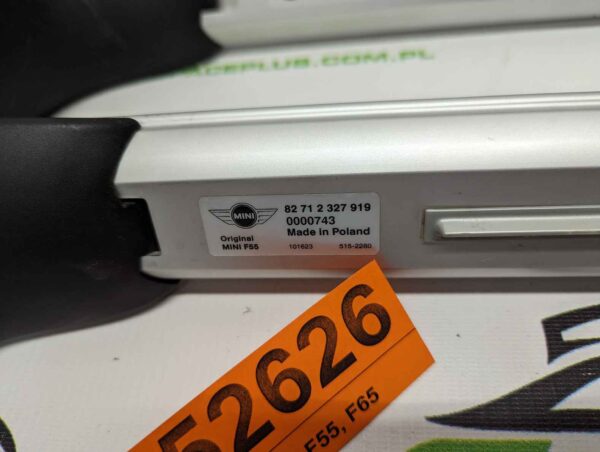 ACEPLUS.COM.PL
MINI
82 71 2 327 919
0000743
Original
Made in Poland
MINI F55
101623 515-2280
52626
F55, F65